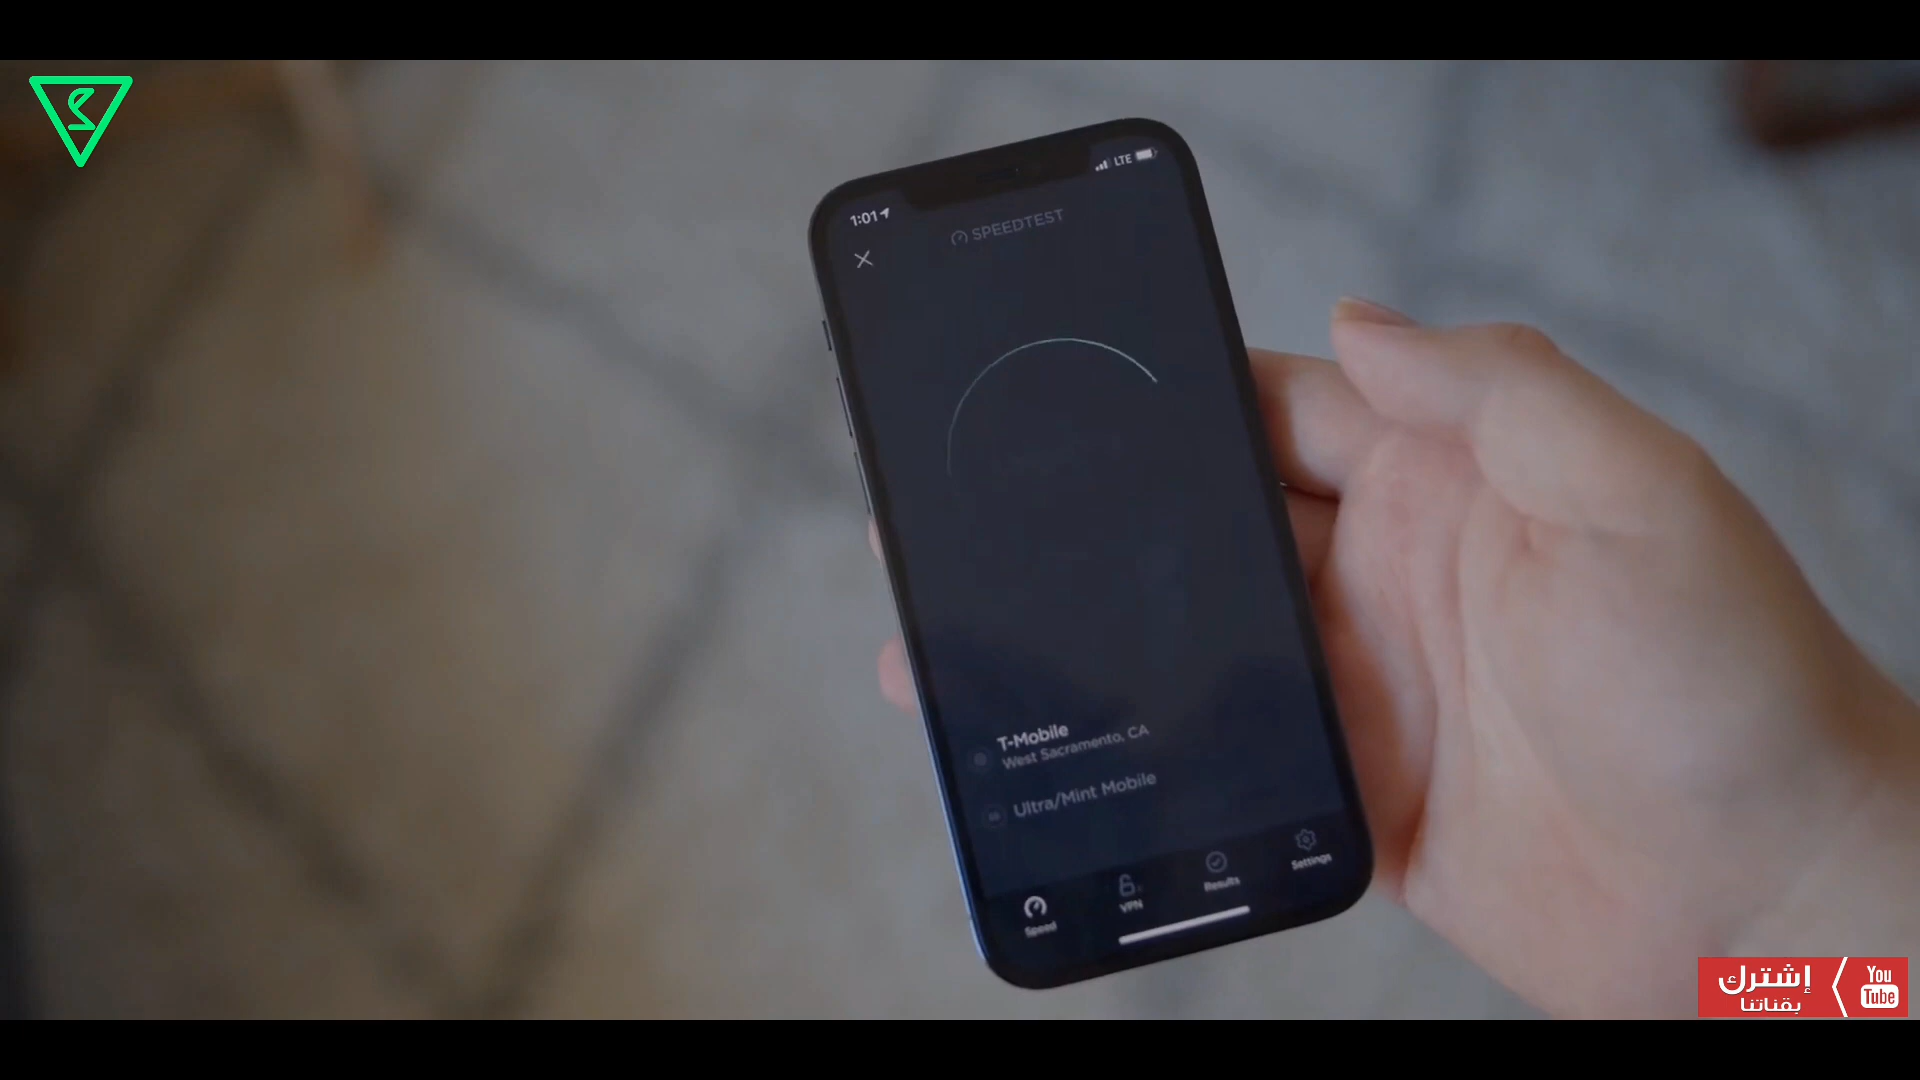 1:01
LTE
SPEEDTEST
T-Mobile
West Sacramento, CA
Ultra/Mint Mobile
Speed
VPN
Results
Settings
إشترك
بقناتنا
You
Tube